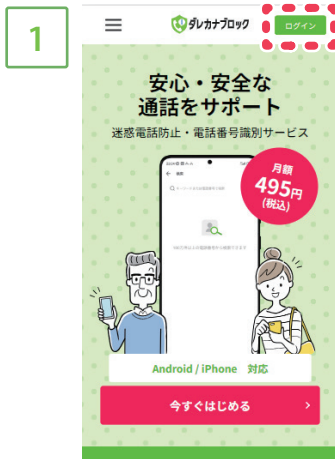 1
ダレカナブロック
ログイン
安心・安全な
通話をサポート
迷惑電話防止・電話番号識別サービス
月額
495円
(税込)
Android / iPhone 対応
今すぐはじめる